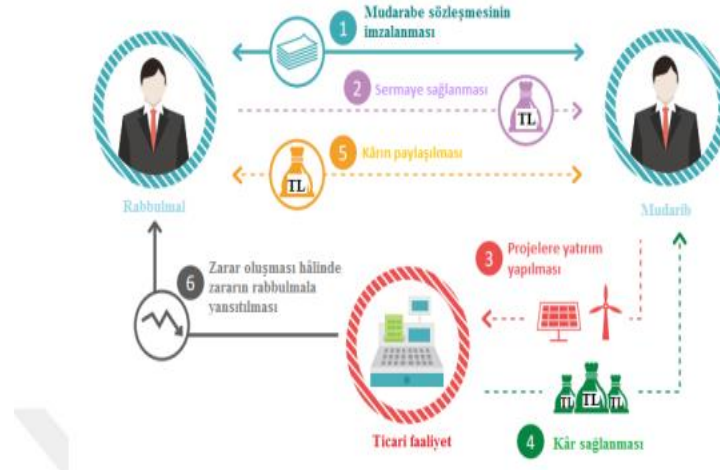 1
Mudarabe sözleşmesinin
imzalanması
2 Sermaye sağlanması
TL
5 Kârın paylaşılması
TL
Rabbulmal
Mudarib
6
Zarar oluşması hâlinde
zararın rabbulmala
yansıtılması
3
Projelere yatırım
yapılması
Ticari faaliyet
TL TL TL
4 Kâr sağlanması